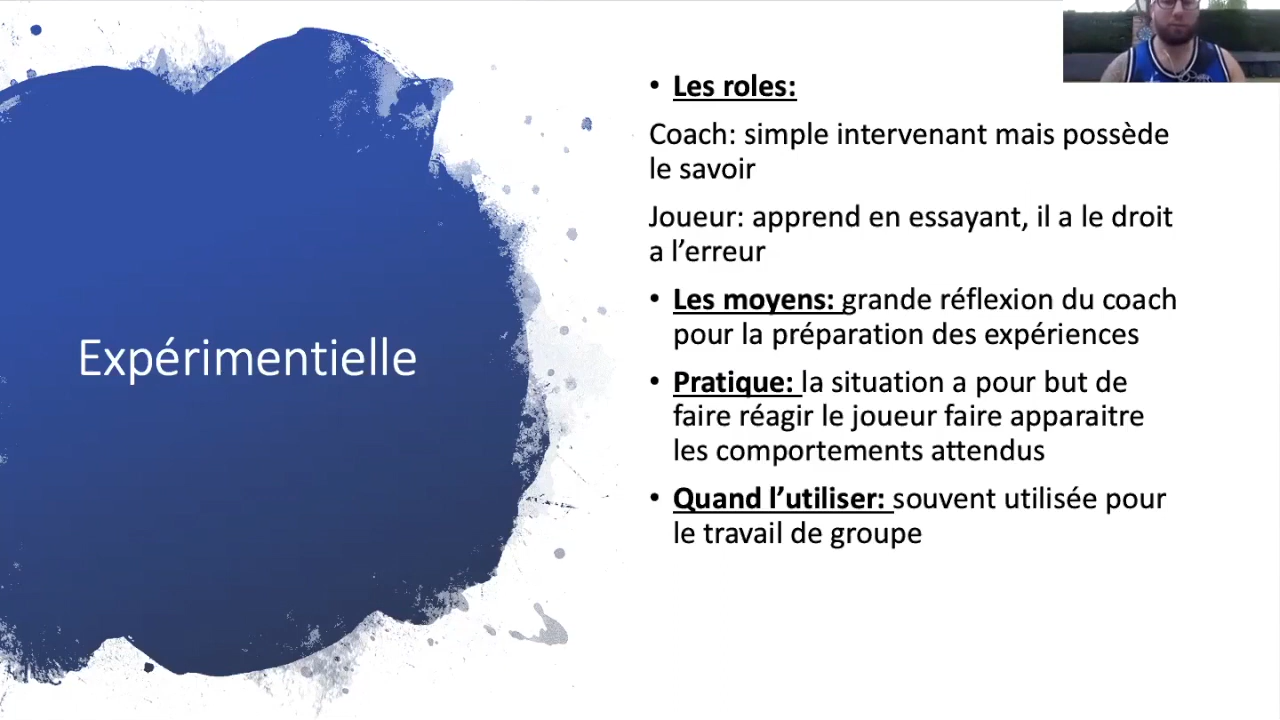 Expérimentielle
• Les roles:
Coach: simple intervenant mais possède
le savoir
Joueur: apprend en essayant, il a le droit
a l’erreur
• Les moyens: grande réflexion du coach
pour la préparation des expériences
• Pratique: la situation a pour but de
faire réagir le joueur faire apparaitre
les comportements attendus
• Quand l’utiliser: souvent utilisée pour
le travail de groupe